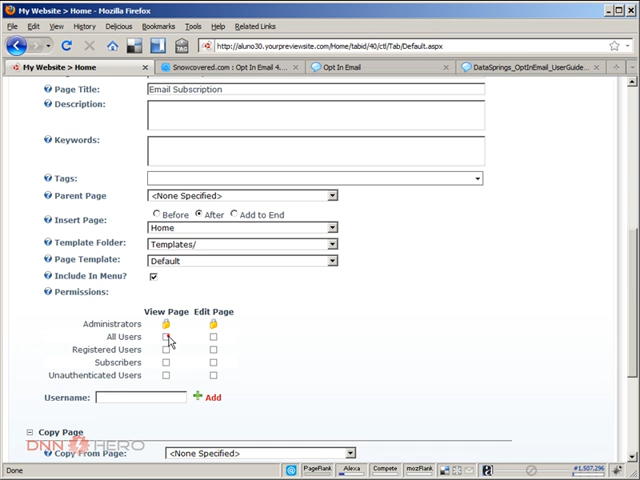 My Website > Home - Mozilla Firefox
File Edit View History Delicious Bookmarks Tools Help Related Links
http://aluno30.yourpreviewsite.com/Home/tabid/40/ctl/Tab/Default.aspx
My Website > Home
Snowcovered.com : Opt In Email 4....
Opt In Email
DataSprings_OptInEmail_UserGuide...
Page Title: Email Subscription
Description:
Keywords:
Tags:
Parent Page <None Specified>
Insert Page: Before After Add to End
Home
Template Folder: Templates/
Page Template: Default
Include In Menu?
Permissions:
View Page Edit Page
Administrators
All Users
Registered Users
Subscribers
Unauthenticated Users
Username: Add
Copy Page
DNN HERO
Copy From Page: <None Specified>
Done PageRank Alexa Compete mozRank #1,507,296